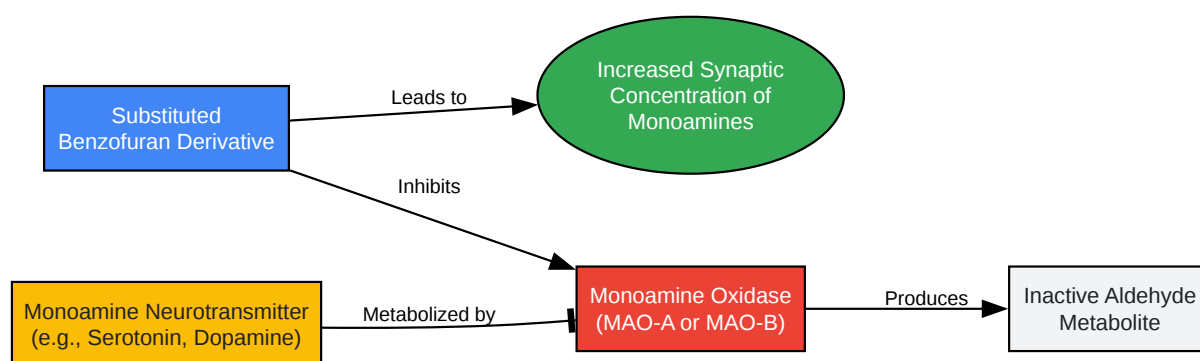 Increased Synaptic
Concentration of
Monoamines
Leads to
Substituted
Benzofuran Derivative
Inhibits
Monoamine Neurotransmitter
(e.g., Serotonin, Dopamine)
Metabolized by
Monoamine Oxidase
(MAO-A or MAO-B)
Produces
Inactive Aldehyde
Metabolite